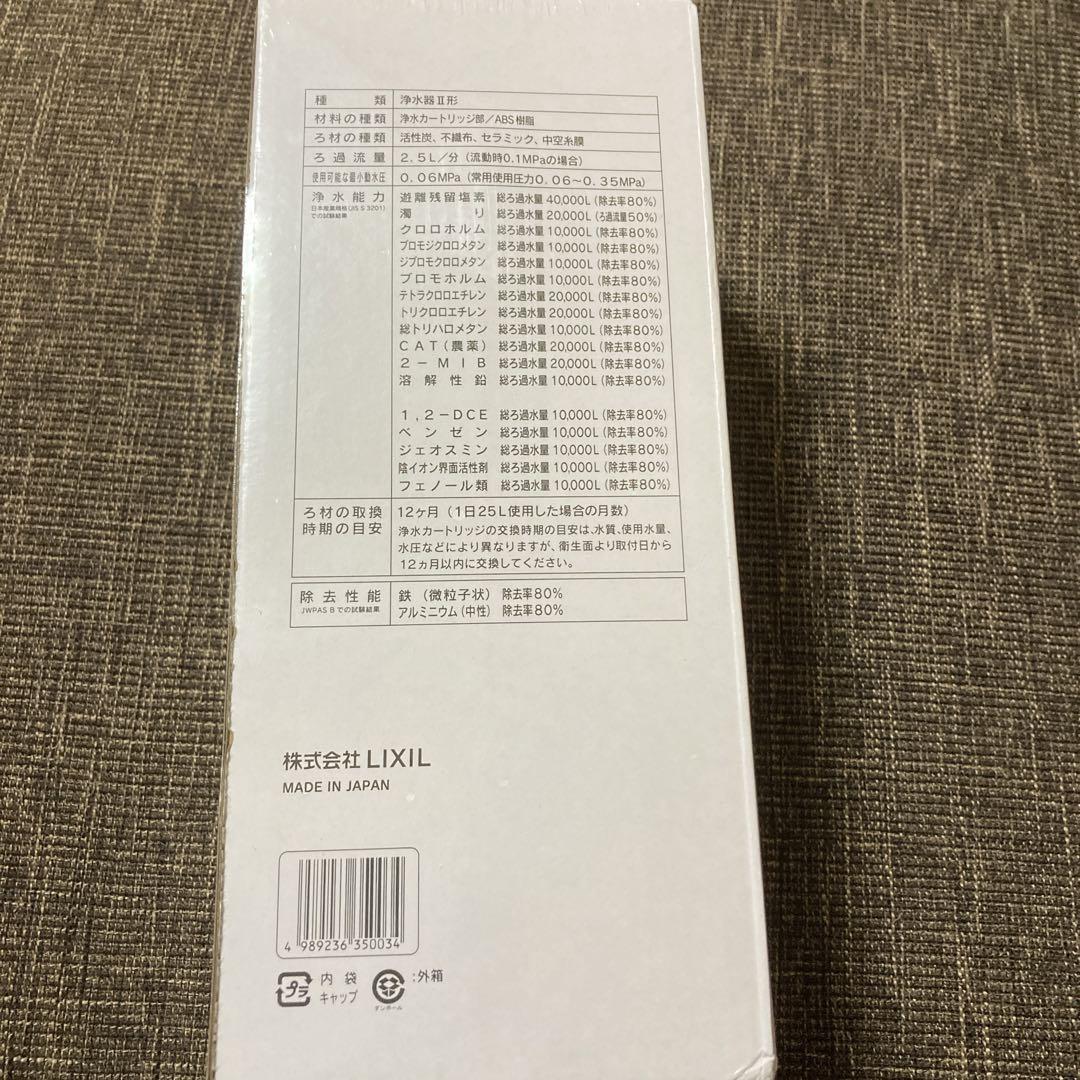 種類 浄水器Ⅱ形
材料の種類 浄水カートリッジ部／ABS樹脂
ろ材の種類 活性炭、不織布、セラミック、中空糸膜
ろ過流量 2.5L／分（流動時0.1MPaの場合）
使用可能な最小動水圧 0.06MPa（常用使用圧力0.06〜0.35MPa）
浄水能力 遊離残留塩素 総ろ過水量 40,000L（除去率80%）
日本産業規格(JIS S 3201)
での試験結果
濁り 総ろ過水量 20,000L（ろ過流量50%）
クロロホルム 総ろ過水量 10,000L（除去率80%）
ブロモジクロロメタン 総ろ過水量 10,000L（除去率80%）
ジブロモクロロメタン 総ろ過水量 10,000L（除去率80%）
ブロモホルム 総ろ過水量 10,000L（除去率80%）
テトラクロロエチレン 総ろ過水量 20,000L（除去率80%）
トリクロロエチレン 総ろ過水量 20,000L（除去率80%）
総トリハロメタン 総ろ過水量 10,000L（除去率80%）
CAT（農薬） 総ろ過水量 20,000L（除去率80%）
2－MIB 総ろ過水量 20,000L（除去率80%）
溶解性鉛 総ろ過水量 10,000L（除去率80%）
1,2－DCE 総ろ過水量 10,000L（除去率80%）
ベンゼン 総ろ過水量 10,000L（除去率80%）
ジェオスミン 総ろ過水量 10,000L（除去率80%）
陰イオン界面活性剤 総ろ過水量 10,000L（除去率80%）
フェノール類 総ろ過水量 10,000L（除去率80%）
ろ材の取換
時期の目安
12ヶ月（1日25L使用した場合の月数）
浄水カートリッジの交換時期の目安は、水質、使用水量、
水圧などにより異なりますが、衛生面より取付日から
12ヵ月以内に交換してください。
除去性能 鉄（微粒子状） 除去率80%
JWPAS B での試験結果
アルミニウム（中性） 除去率80%
株式会社 LIXIL
MADE IN JAPAN
4 989236 350034
プラ 内袋
キャップ
:外箱
ダンボール